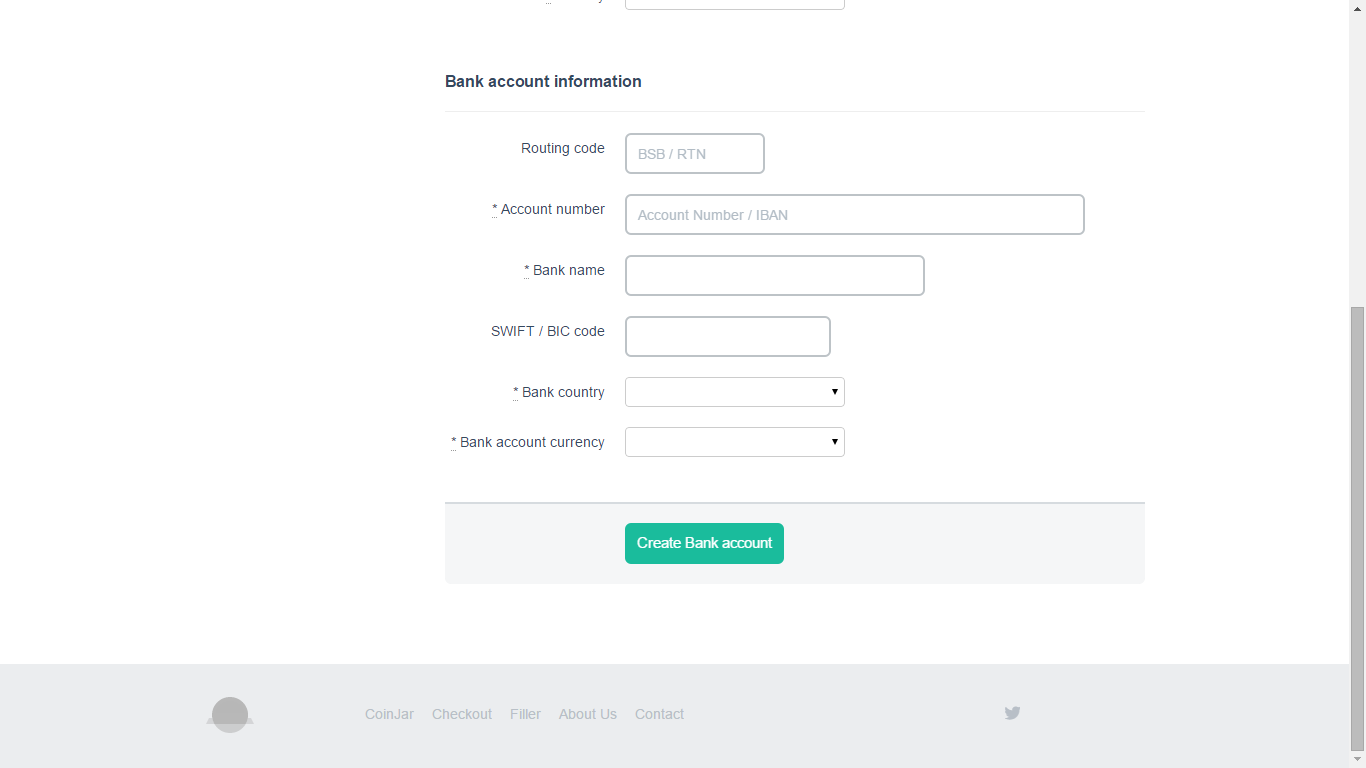 Bank account information
Routing code
BSB / RTN
* Account number
Account Number / IBAN
* Bank name
SWIFT / BIC code
* Bank country
* Bank account currency
Create Bank account
CoinJar Checkout Filler About Us Contact